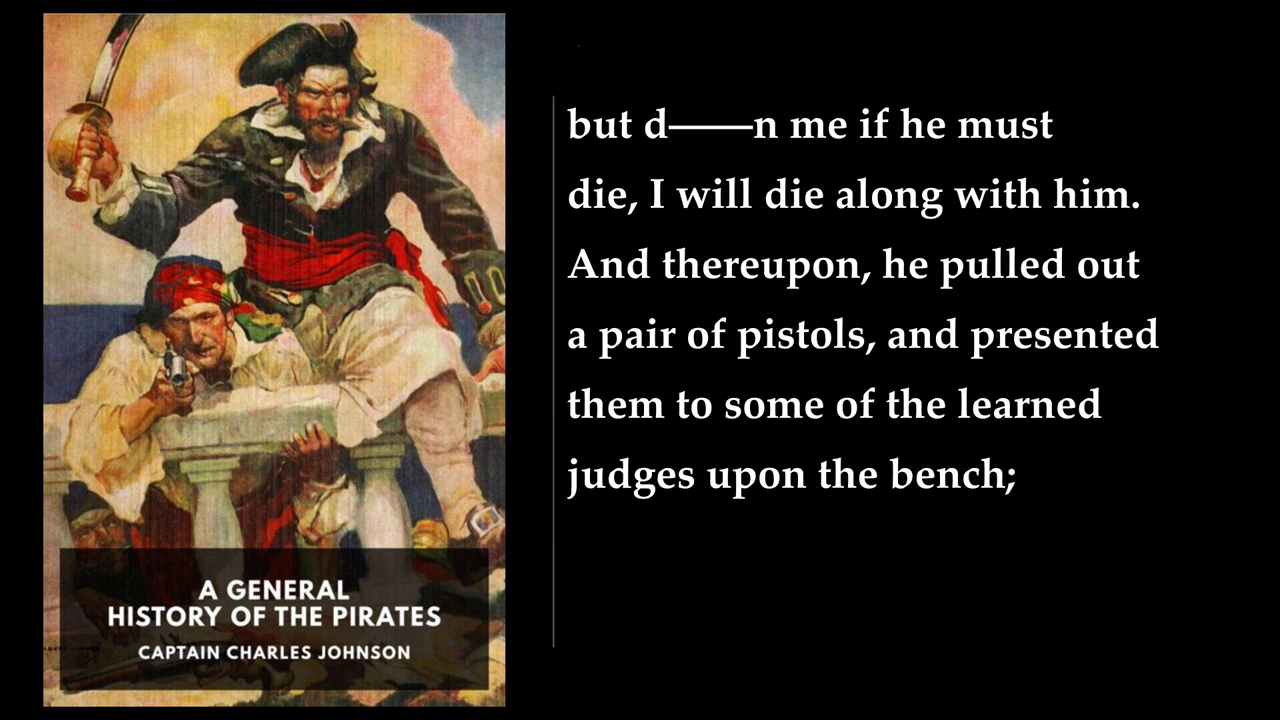 A GENERAL
HISTORY OF THE PIRATES
CAPTAIN CHARLES JOHNSON
but d——n me if he must
die, I will die along with him.
And thereupon, he pulled out
a pair of pistols, and presented
them to some of the learned
judges upon the bench;